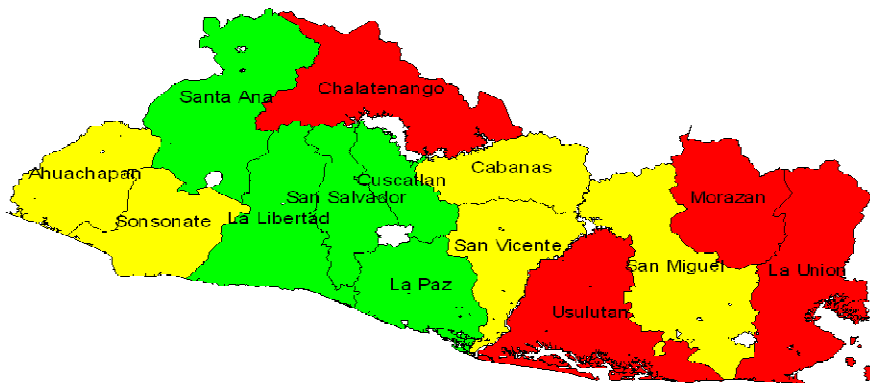 Chalatenango
Santa Ana
Cabanas
Ahuachapan
Cuscatlan
Morazan
San Salvador
Sonsonate
La Libertad
San Vicente
San Miguel
La Union
La Paz
Usulutan